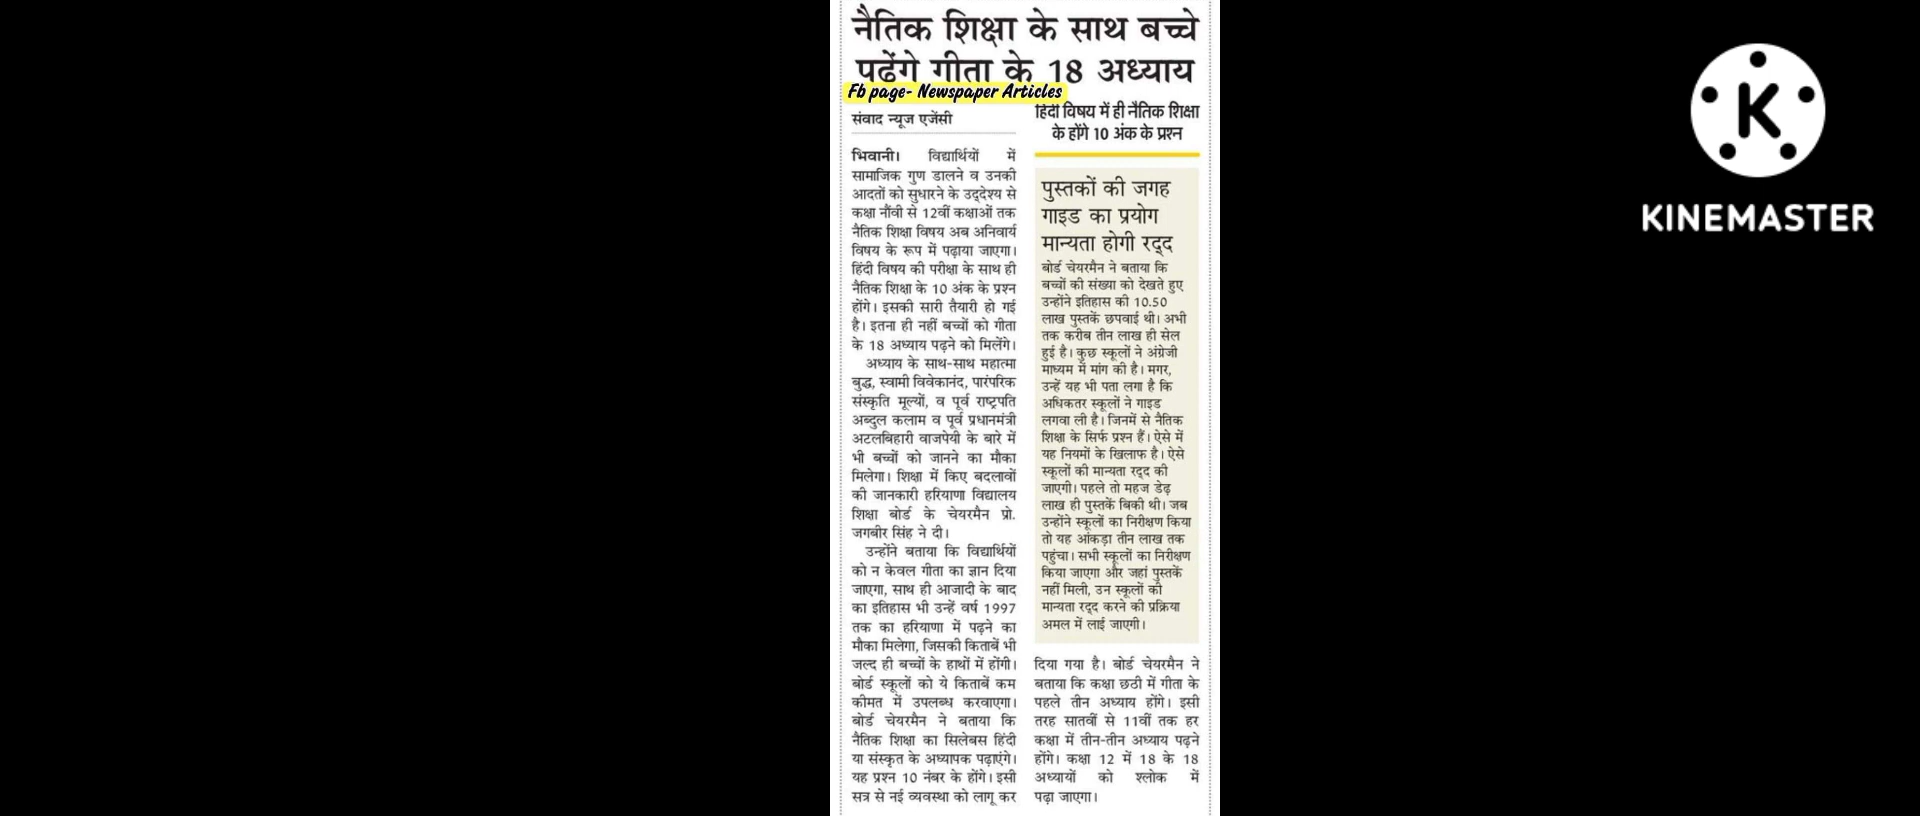 नैतिक शिक्षा के साथ बच्चे
पढ़ेंगे गीता के 18 अध्याय
Fb page- Newspaper Articles
संवाद न्यूज एजेंसी
भिवानी। विद्यार्थियों में
सामाजिक गुण डालने व उनकी
आदतों को सुधारने के उद्देश्य से
कक्षा नौंवी से 12वीं कक्षाओं तक
नैतिक शिक्षा विषय अब अनिवार्य
विषय के रूप में पढ़ाया जाएगा।
हिंदी विषय की परीक्षा के साथ ही
नैतिक शिक्षा के 10 अंक के प्रश्न
होंगे। इसकी सारी तैयारी हो गई
है। इतना ही नहीं बच्चों को गीता
के 18 अध्याय पढ़ने को मिलेंगे।
अध्याय के साथ-साथ महात्मा
बुद्ध, स्वामी विवेकानंद, पारंपरिक
संस्कृति मूल्यों, व पूर्व राष्ट्रपति
अब्दुल कलाम व पूर्व प्रधानमंत्री
अटलबिहारी वाजपेयी के बारे में
भी बच्चों को जानने का मौका
मिलेगा। शिक्षा में किए बदलावों
की जानकारी हरियाणा विद्यालय
शिक्षा बोर्ड के चेयरमैन प्रो.
जगबीर सिंह ने दी।
उन्होंने बताया कि विद्यार्थियों
को न केवल गीता का ज्ञान दिया
जाएगा, साथ ही आजादी के बाद
का इतिहास भी उन्हें वर्ष 1997
तक का हरियाणा में पढ़ने का
मौका मिलेगा, जिसकी किताबें भी
जल्द ही बच्चों के हाथों में होंगी।
बोर्ड स्कूलों को ये किताबें कम
कीमत में उपलब्ध करवाएगा।
बोर्ड चेयरमैन ने बताया कि
नैतिक शिक्षा का सिलेबस हिंदी
या संस्कृत के अध्यापक पढ़ाएंगे।
यह प्रश्न 10 नंबर के होंगे। इसी
सत्र से नई व्यवस्था को लागू कर
हिंदी विषय में ही नैतिक शिक्षा
के होंगे 10 अंक के प्रश्न
पुस्तकों की जगह
गाइड का प्रयोग
मान्यता होगी रद्द
बोर्ड चेयरमैन ने बताया कि
बच्चों की संख्या को देखते हुए
उन्होंने इतिहास की 10.50
लाख पुस्तकें छपवाई थी। अभी
तक करीब तीन लाख ही सेल
हुई है। कुछ स्कूलों ने अंग्रेजी
माध्यम में मांग की है। मगर,
उन्हें यह भी पता लगा है कि
अधिकतर स्कूलों ने गाइड
लगवा ली है। जिनमें से नैतिक
शिक्षा के सिर्फ प्रश्न हैं। ऐसे में
यह नियमों के खिलाफ है। ऐसे
स्कूलों की मान्यता रद्द की
जाएगी। पहले तो महज डेढ़
लाख ही पुस्तकें बिकी थी। जब
उन्होंने स्कूलों का निरीक्षण किया
तो यह आंकड़ा तीन लाख तक
पहुंचा। सभी स्कूलों का निरीक्षण
किया जाएगा और जहां पुस्तकें
नहीं मिली, उन स्कूलों की
मान्यता रद्द करने की प्रक्रिया
अमल में लाई जाएगी।
दिया गया है। बोर्ड चेयरमैन ने
बताया कि कक्षा छठी में गीता के
पहले तीन अध्याय होंगे। इसी
तरह सातवीं से 11वीं तक हर
कक्षा में तीन-तीन अध्याय पढ़ने
होंगे। कक्षा 12 में 18 के 18
अध्यायों को श्लोक में
पढ़ा जाएगा।
K
KINEMASTER